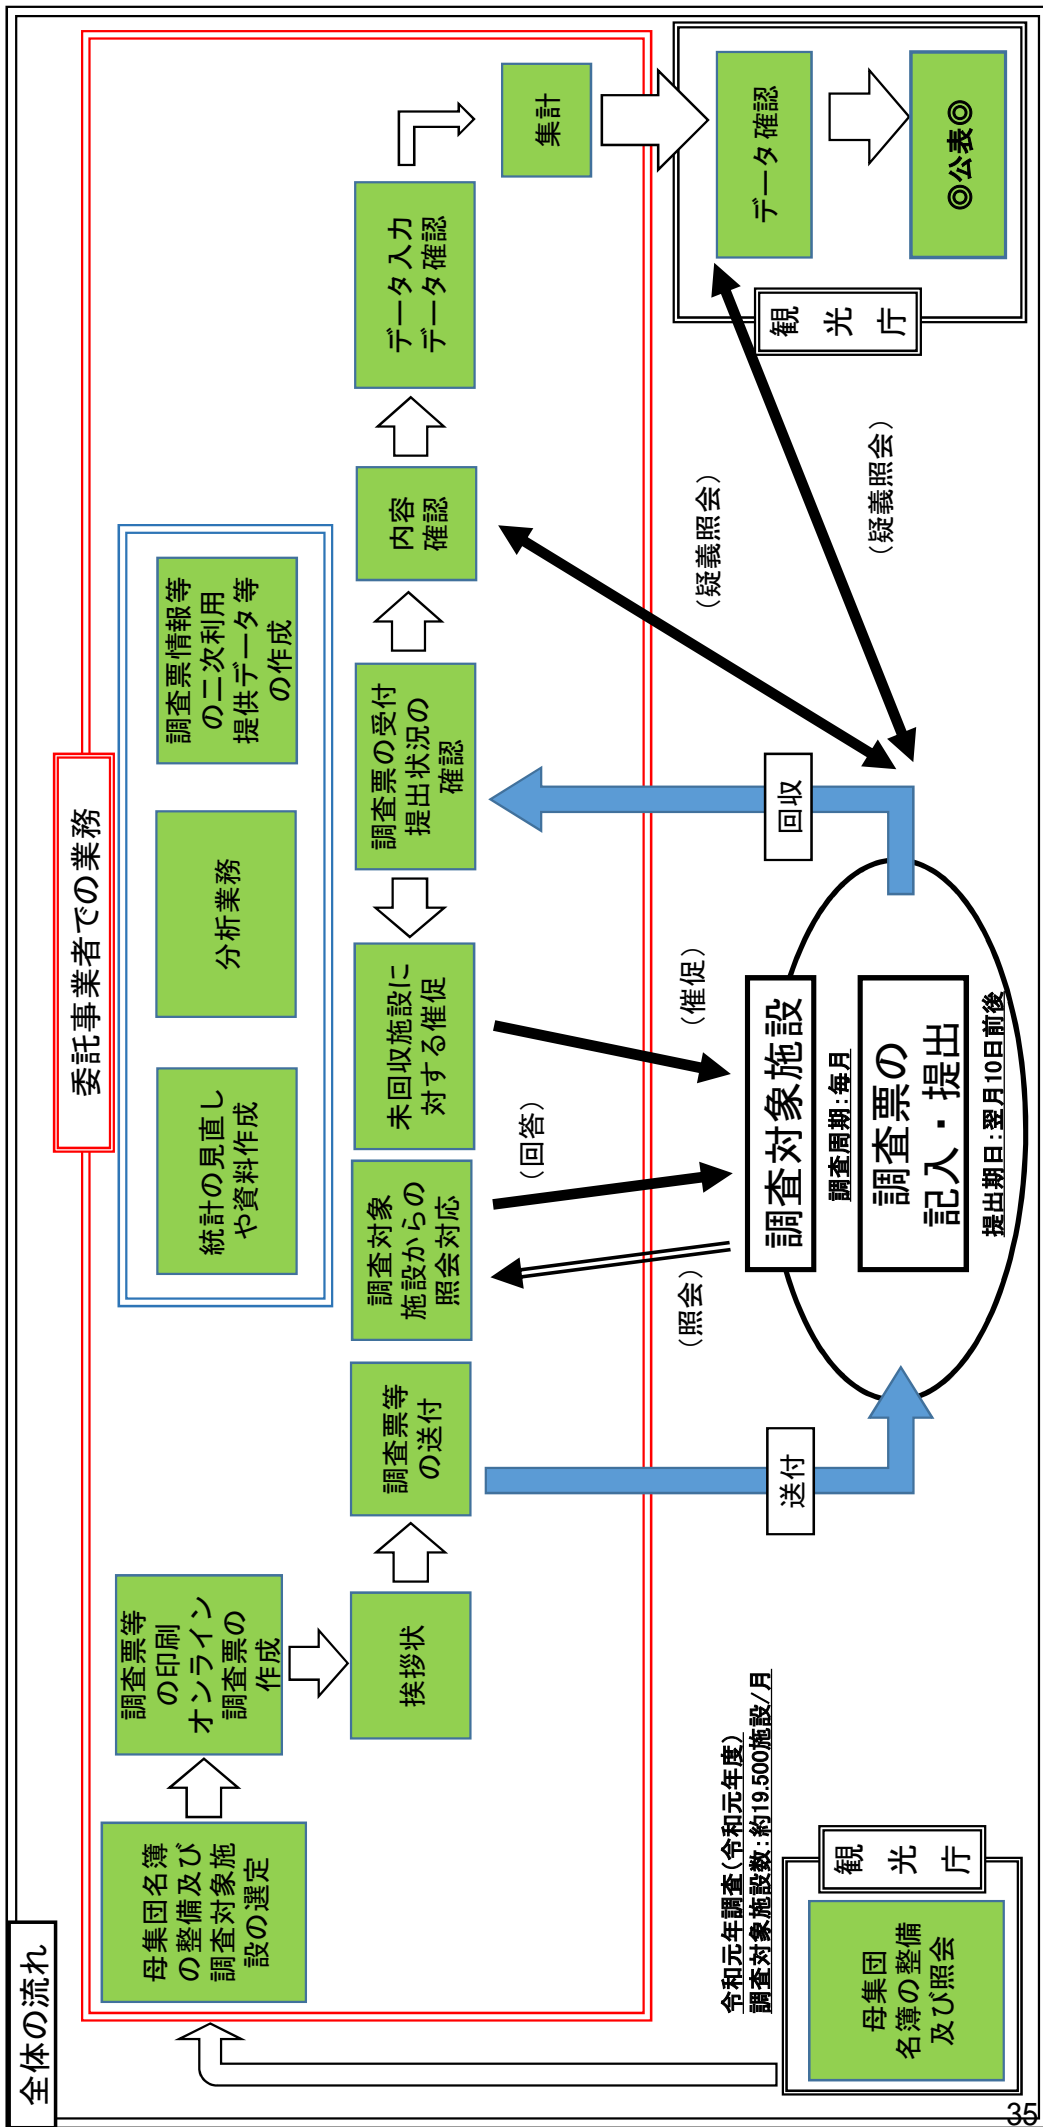 全体の流れ
委託事業者での業務
母集団名簿
の整備及び
調査対象施
設の選定
調査票等
の印刷
オンライン
調査票の
作成
挨拶状
調査票等
の送付
統計の見直し
や資料作成
分析業務
調査票情報等
の二次利用
提供データ等
の作成
調査対象
施設からの
照会対応
未回収施設に
対する催促
調査票の受付
提出状況の
確認
内容
確認
データ入力
データ確認
集計
(照会)
(回答)
(催促)
(疑義照会)
(疑義照会)
送付
回収
調査対象施設
調査周期:毎月
調査票の
記入・提出
提出期日:翌月10日前後
令和元年調査(令和元年度)
調査対象施設数:約19.500施設/月
観光庁
母集団
名簿の整備
及び照会
観光庁
データ確認
◎公表◎
35